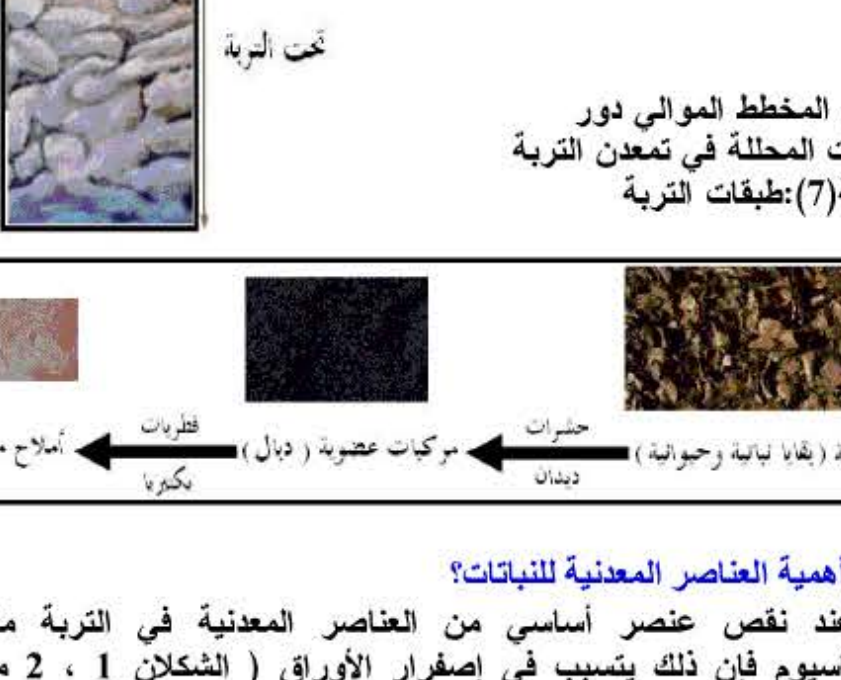 تحت التربة
المخطط الموالي دور
المحللة في تمعدن التربة
(7):طبقات التربة
( بقايا نباتية وحيوانية ) حشرات ديدان مركبات عضوية ( دبال ) فطريات بكتيريا أملاح
أهمية العناصر المعدنية للنباتات؟
عند نقص عنصر أساسي من العناصر المعدنية في التربة
فإن ذلك يتسبب في إصفرار الأوراق ( الشكلان 1 ، 2